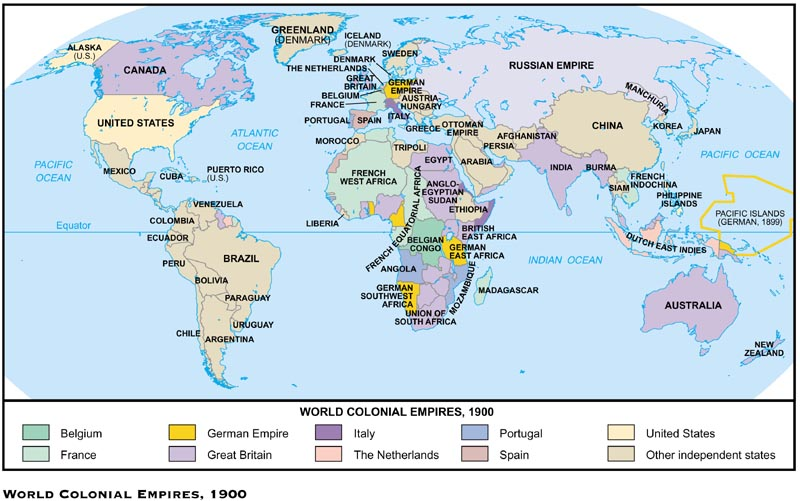 ALASKA
(U.S.)
CANADA
UNITED STATES
GREENLAND
(DENMARK)
ICELAND
(DENMARK)
SWEDEN
DENMARK
THE NETHERLANDS
GREAT
BRITAIN
BELGIUM
FRANCE
GERMAN
EMPIRE
AUSTRIA-
HUNGARY
PORTUGAL
SPAIN
ITALY
GREECE
OTTOMAN
EMPIRE
RUSSIAN EMPIRE
MANCHURIA
CHINA
KOREA
JAPAN
AFGHANISTAN
PERSIA
ATLANTIC
OCEAN
PACIFIC
OCEAN
PACIFIC OCEAN
MOROCCO
TRIPOLI
EGYPT
ARABIA
INDIA
BURMA
SIAM
FRENCH
INDOCHINA
PHILIPPINE
ISLANDS
PACIFIC ISLANDS
(GERMAN, 1899)
MEXICO
CUBA
PUERTO RICO
(U.S.)
FRENCH
WEST AFRICA
ANGLO-
EGYPTIAN
SUDAN
ETHIOPIA
LIBERIA
FRENCH EQUATORIAL AFRICA
BRITISH
EAST AFRICA
BELGIAN
CONGO
GERMAN
EAST AFRICA
VENEZUELA
COLOMBIA
Equator
ECUADOR
PERU
BRAZIL
BOLIVIA
PARAGUAY
URUGUAY
CHILE
ARGENTINA
ANGOLA
GERMAN
SOUTHWEST
AFRICA
MOZAMBIQUE
UNION OF
SOUTH AFRICA
MADAGASCAR
INDIAN OCEAN
DUTCH EAST INDIES
AUSTRALIA
NEW
ZEALAND
WORLD COLONIAL EMPIRES, 1900
Belgium
German Empire
Italy
Portugal
United States
France
Great Britain
The Netherlands
Spain
Other independent states
WORLD COLONIAL EMPIRES, 1900